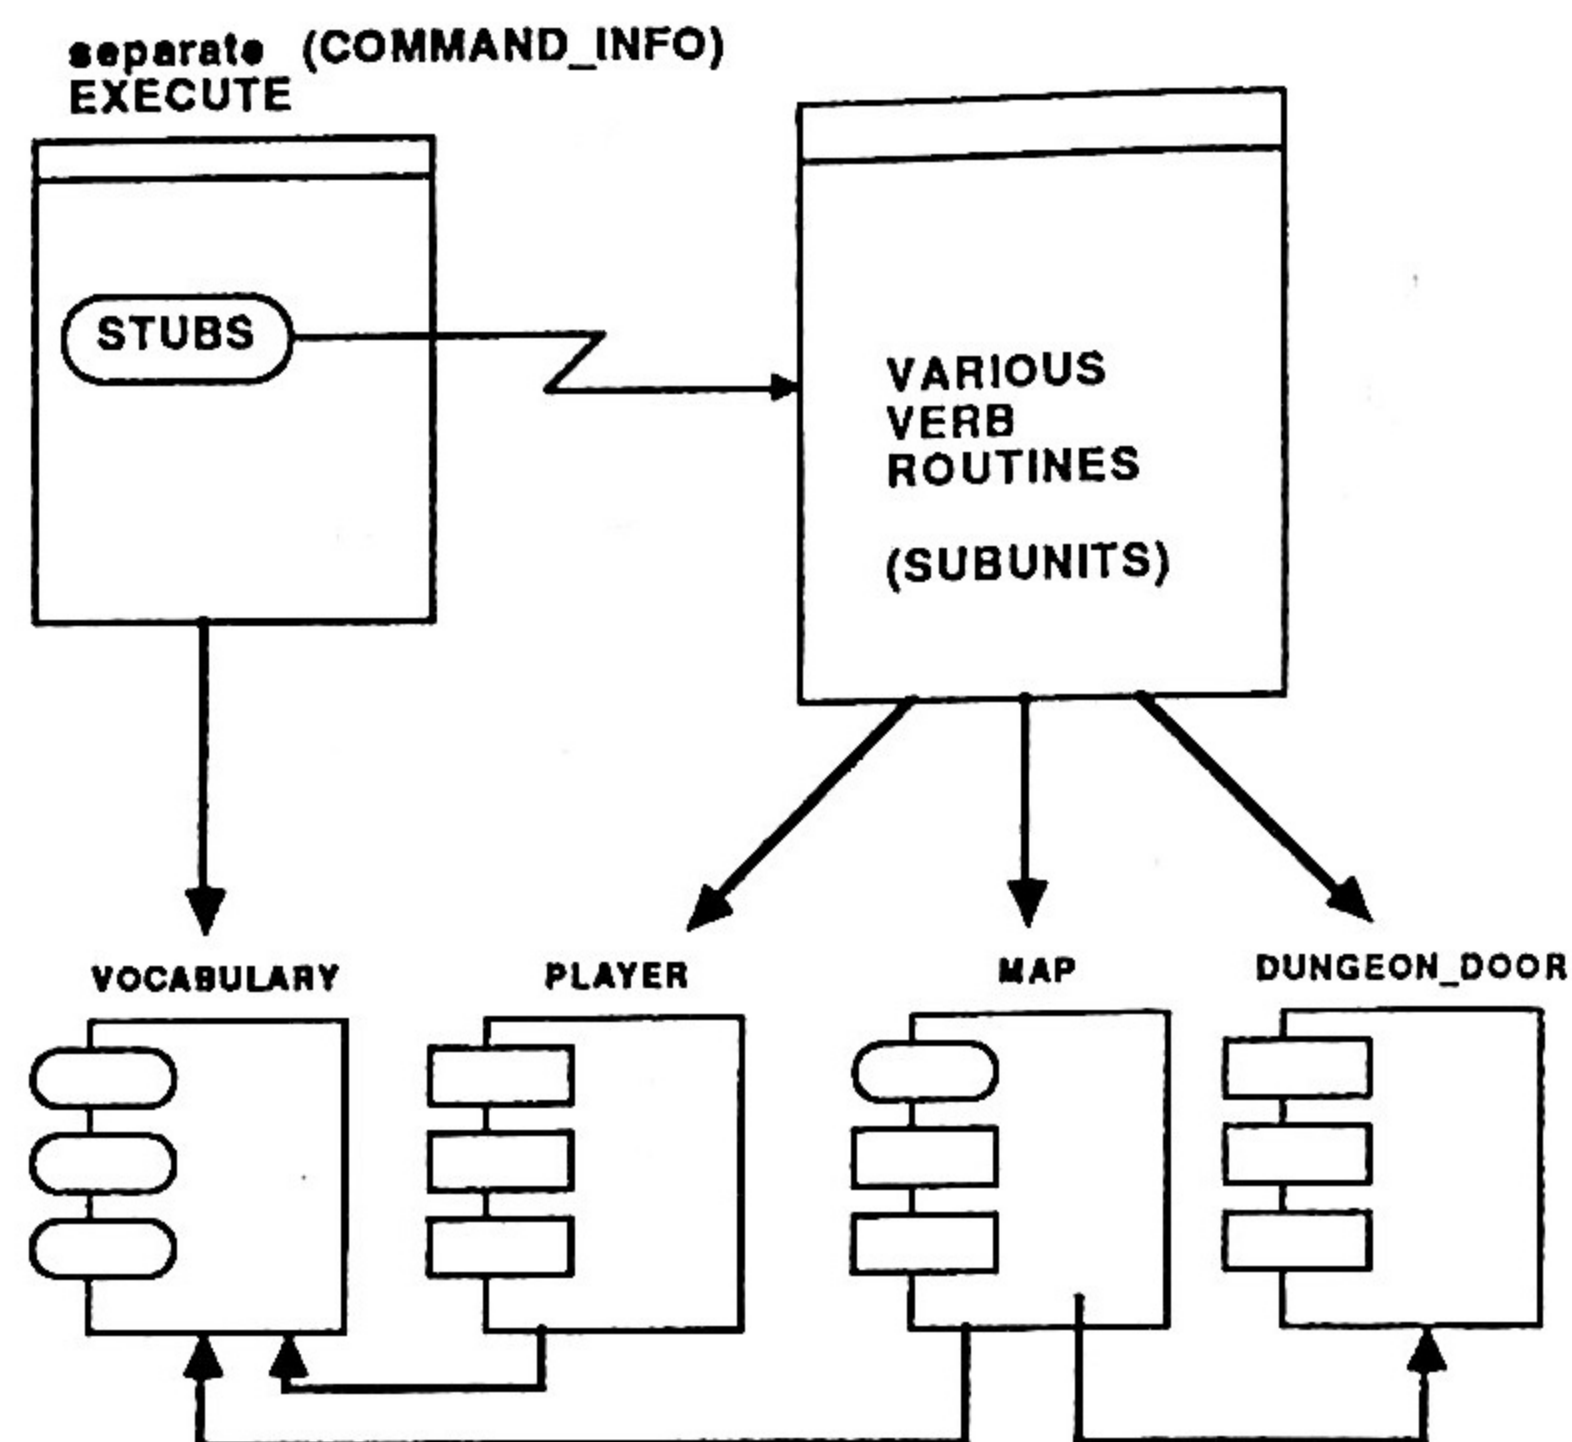 separate (COMMAND_INFO)
EXECUTE
STUBS
VARIOUS
VERB
ROUTINES
(SUBUNITS)
VOCABULARY
PLAYER
MAP
DUNGEON_DOOR